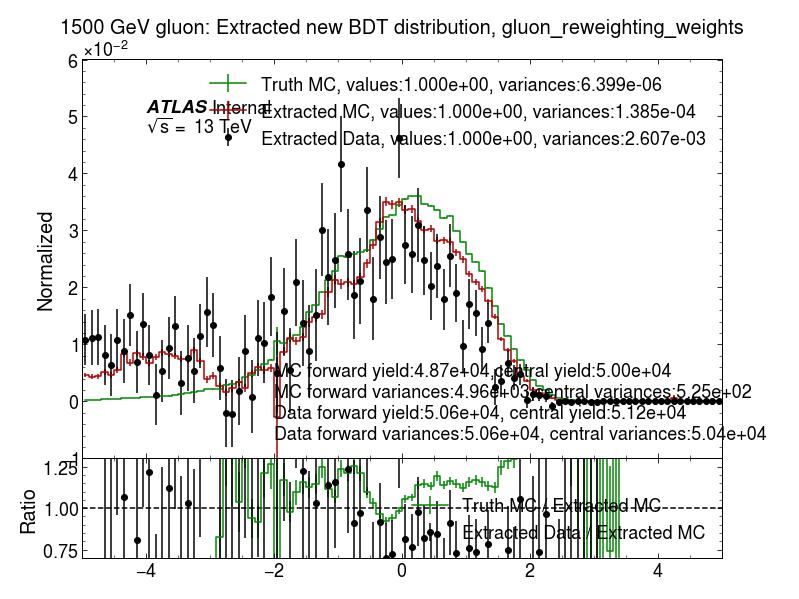 1500 GeV gluon: Extracted new BDT distribution, gluon_reweighting_weights
×10⁻²
6
5
4
3
2
1
0
1
Normalized
Truth MC, values:1.000e+00, variances:6.399e-06
Extracted MC, values:1.000e+00, variances:1.385e-04
Extracted Data, values:1.000e+00, variances:2.607e-03
ATLAS Internal
√s = 13 TeV
MC forward yield:4.87e+04, central yield:5.00e+04
MC forward variances:4.96e+03, central variances:5.25e+02
Data forward yield:5.06e+04, central yield:5.12e+04
Data forward variances:5.06e+04, central variances:5.04e+04
1.25
1.00
0.75
Ratio
Truth MC / Extracted MC
Extracted Data / Extracted MC
−4 −2 0 2 4